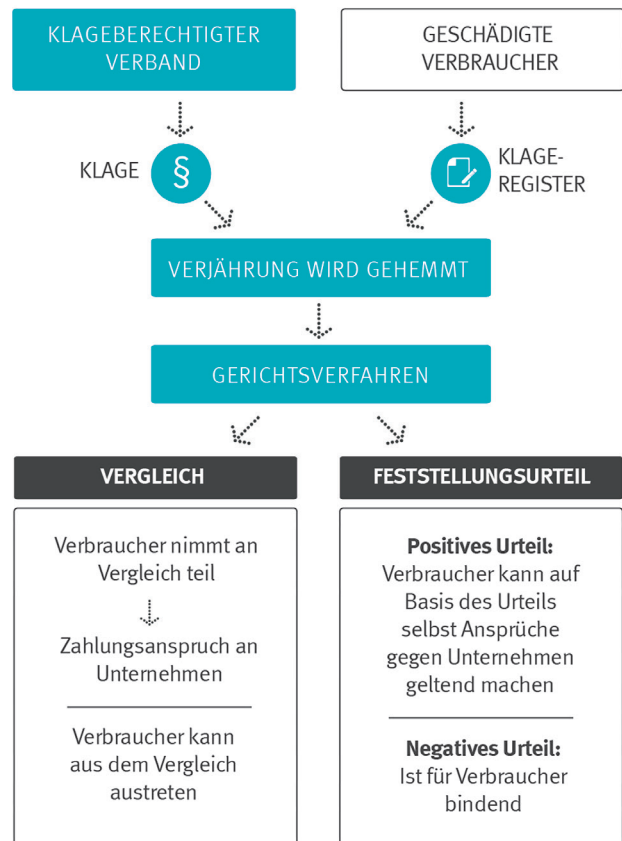 KLAGEBERECHTIGTER
VERBAND
GESCHÄDIGTE
VERBRAUCHER
KLAGE
§
KLAGE-
REGISTER
VERJÄHRUNG WIRD GEHEMMT
GERICHTSVERFAHREN
VERGLEICH
Verbraucher nimmt an
Vergleich teil
Zahlungsanspruch an
Unternehmen
Verbraucher kann
aus dem Vergleich
austreten
FESTSTELLUNGSURTEIL
Positives Urteil:
Verbraucher kann auf
Basis des Urteils
selbst Ansprüche
gegen Unternehmen
geltend machen
Negatives Urteil:
Ist für Verbraucher
bindend